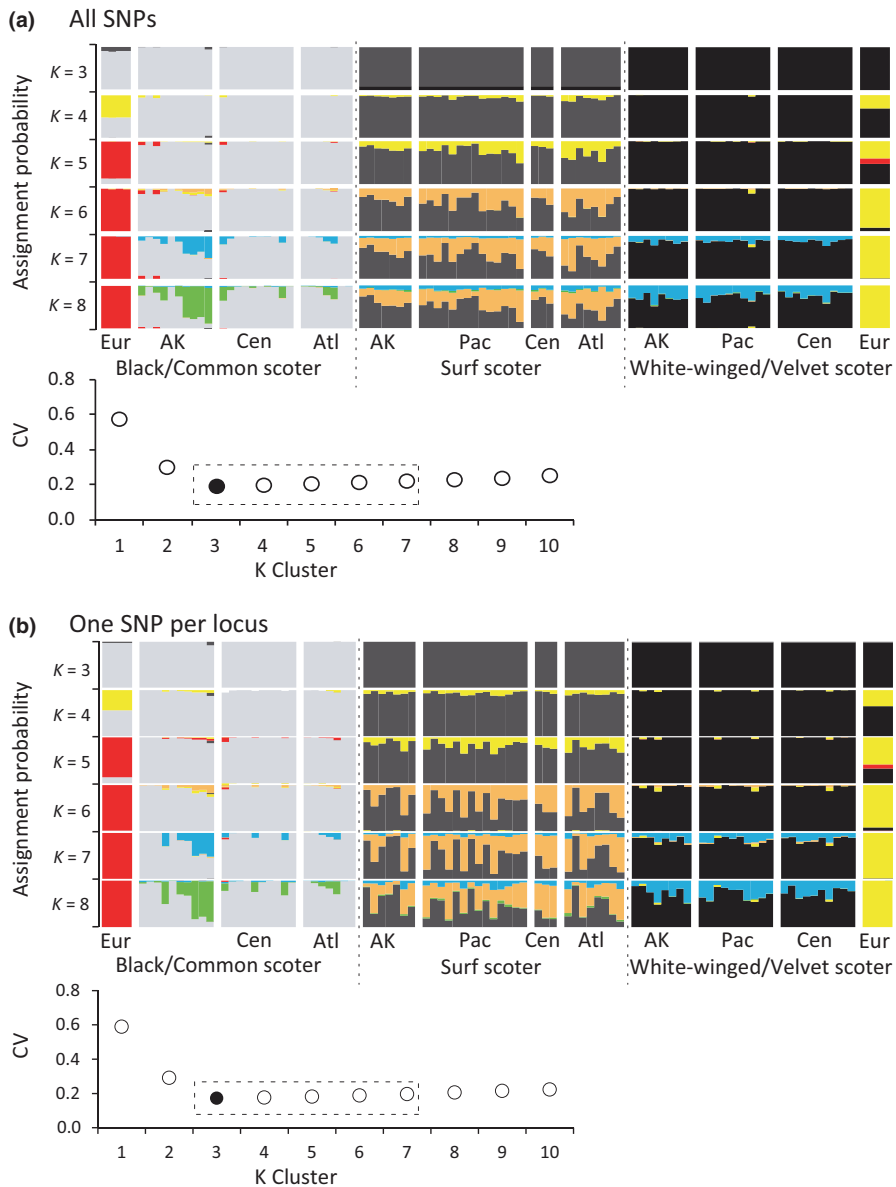 (a) All SNPs
Assignment probability
K = 3
K = 4
K = 5
K = 6
K = 7
K = 8
Eur AK Cen Atl AK Pac Cen Atl AK Pac Cen Eur
Black/Common scoter Surf scoter White-winged/Velvet scoter
CV
0.8
0.6
0.4
0.2
0.0
1 2 3 4 5 6 7 8 9 10
K Cluster
(b) One SNP per locus
Assignment probability
K = 3
K = 4
K = 5
K = 6
K = 7
K = 8
Eur Cen Atl AK Pac Cen Atl AK Pac Cen Eur
Black/Common scoter Surf scoter White-winged/Velvet scoter
CV
0.8
0.6
0.4
0.2
0.0
1 2 3 4 5 6 7 8 9 10
K Cluster